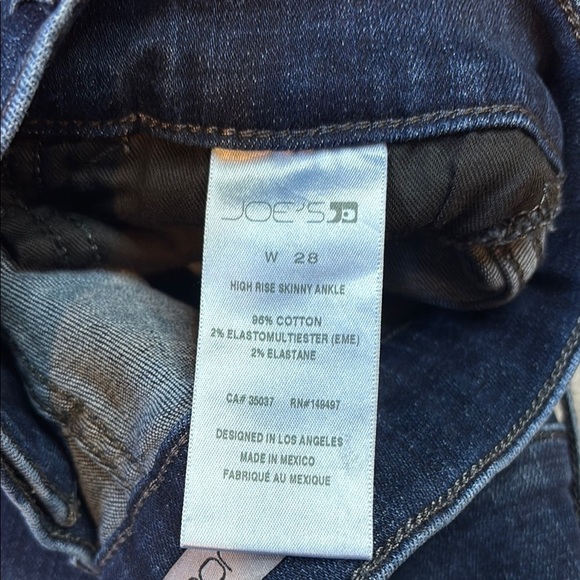 JOE'S
W 28
HIGH RISE SKINNY ANKLE
96% COTTON
2% ELASTOMULTIESTER (EME)
2% ELASTANE
CA# 35037 RN#149497
DESIGNED IN LOS ANGELES
MADE IN MEXICO
FABRIQUÉ AU MEXIQUE